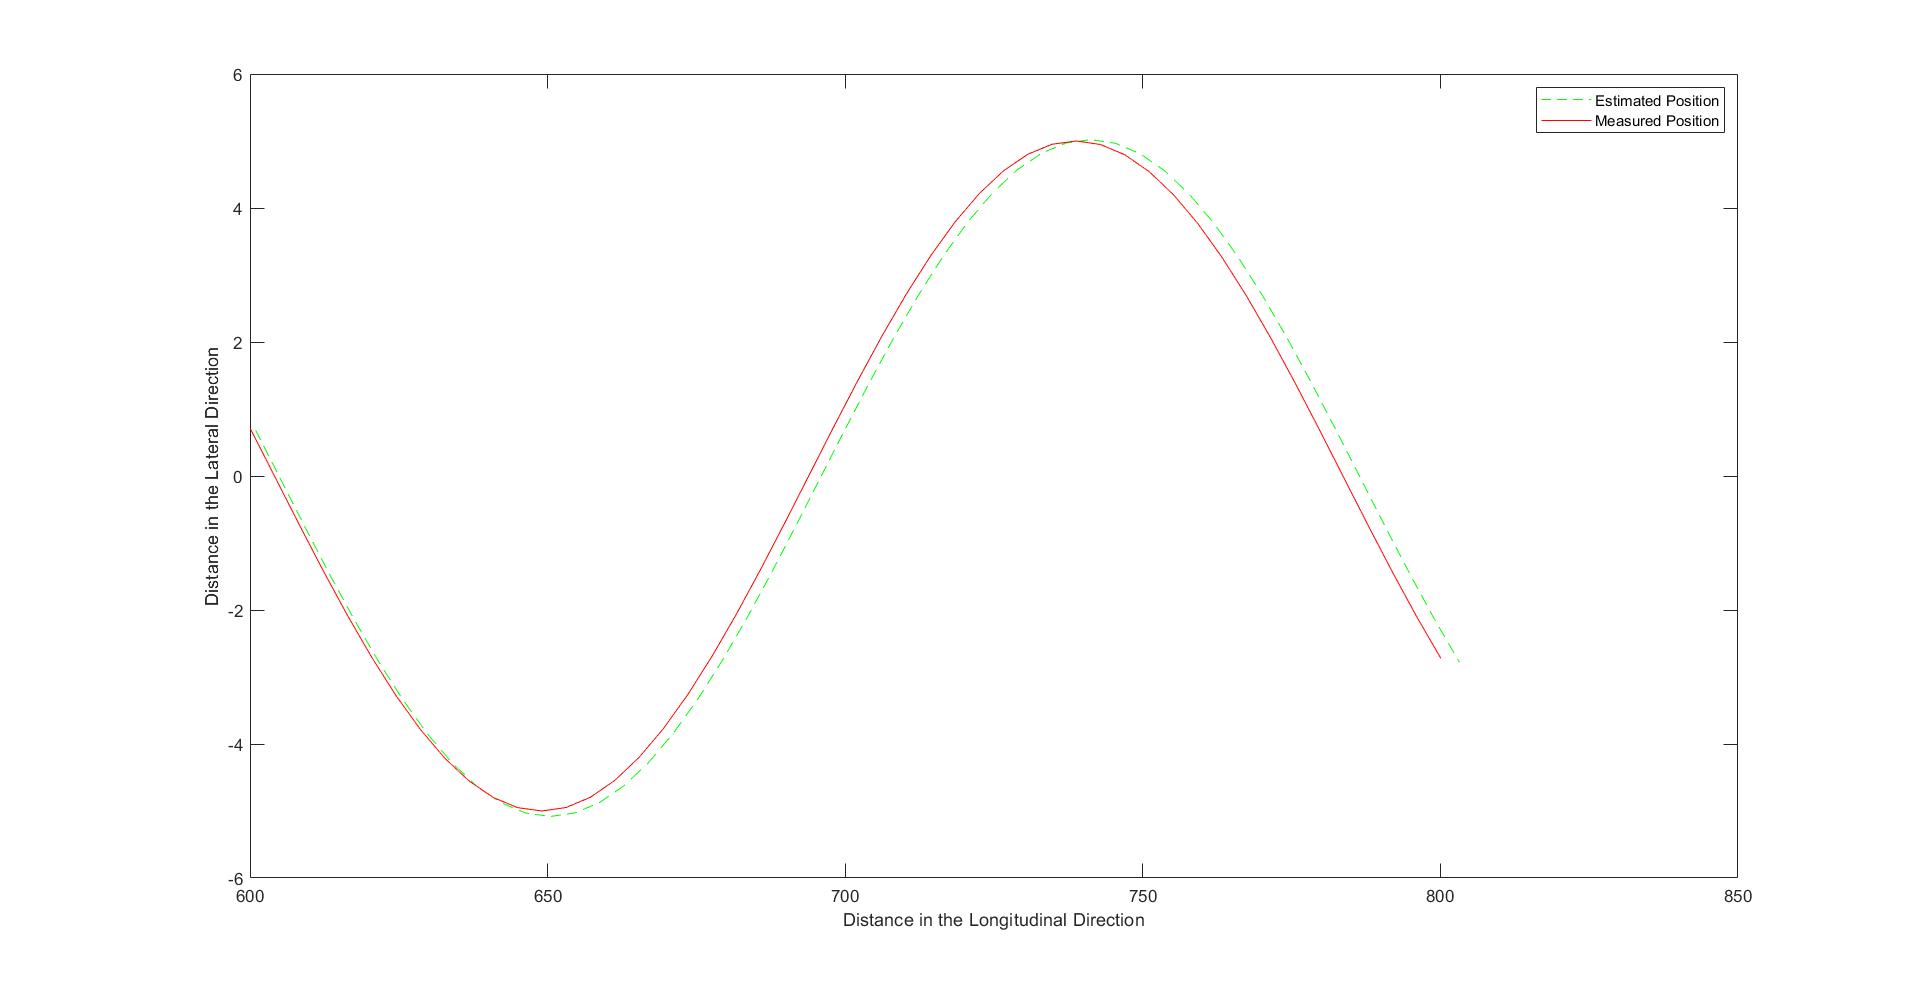 6
4
2
0
-2
-4
-6
Distance in the Lateral Direction
Estimated Position
Measured Position
600 650 700 750 800 850
Distance in the Longitudinal Direction